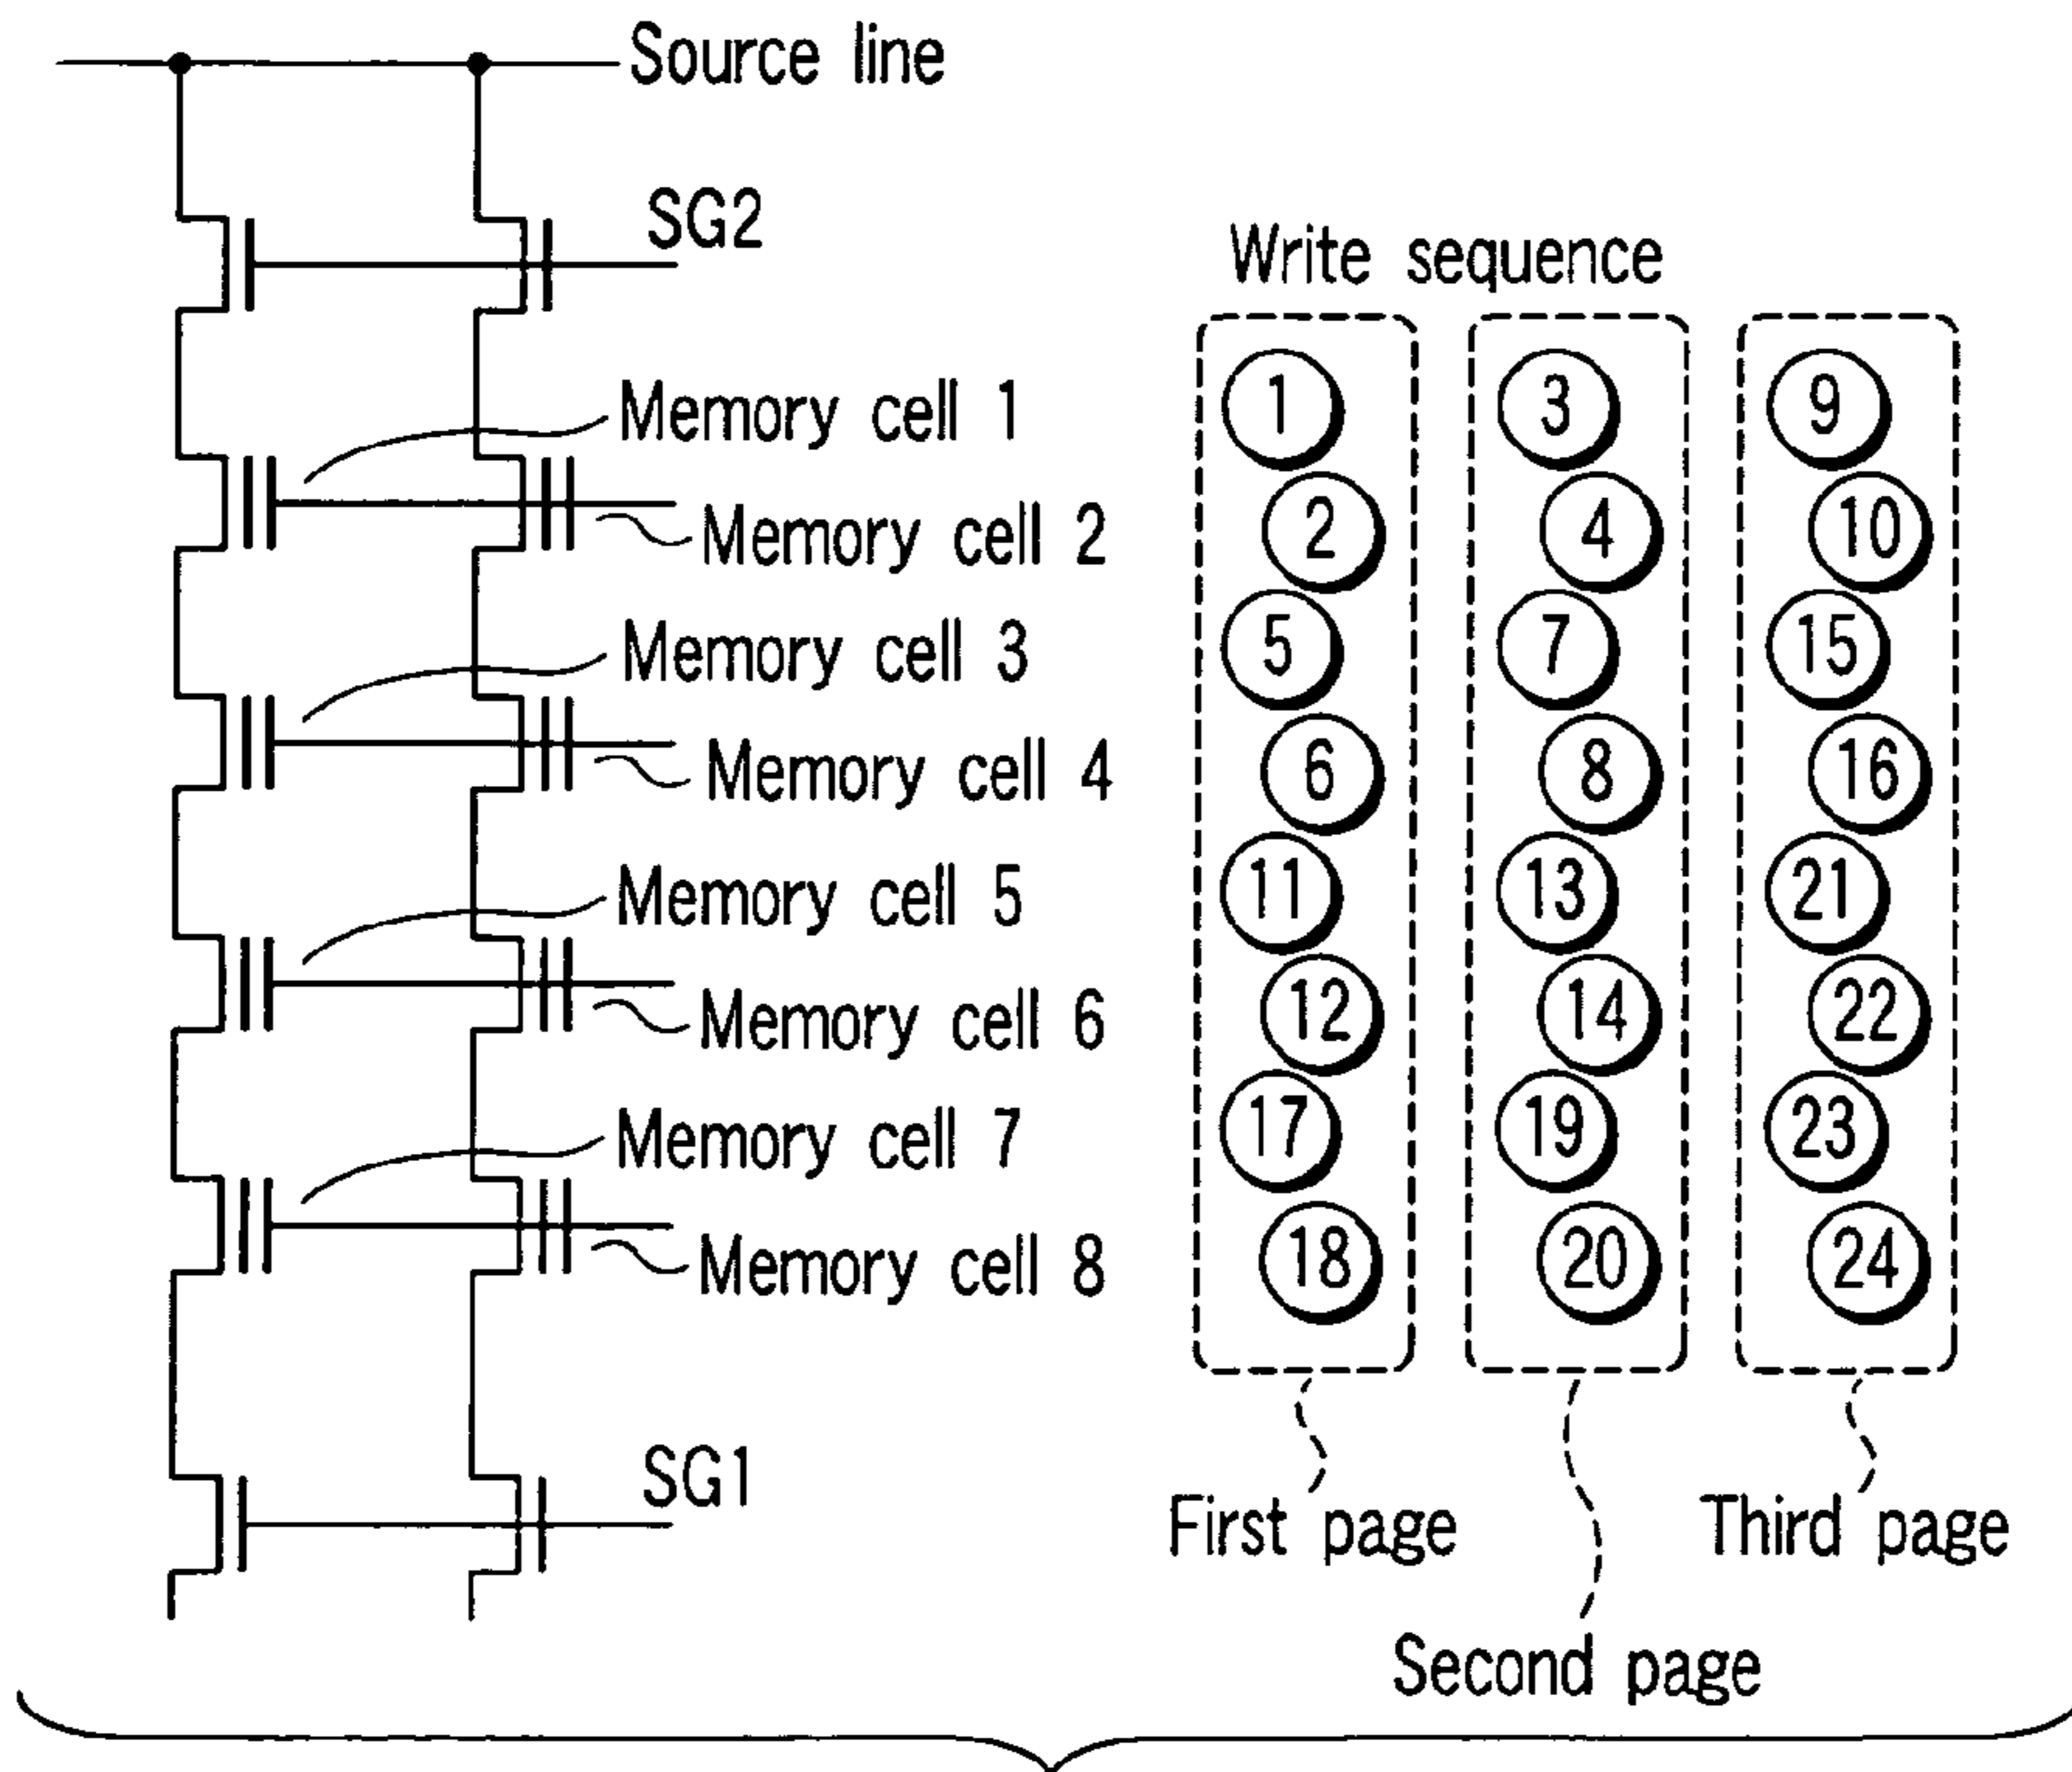 Source line
SG2
Write sequence
Memory cell 1
Memory cell 2
Memory cell 3
Memory cell 4
Memory cell 5
Memory cell 6
Memory cell 7
Memory cell 8
SG1
1 3 9
2 4 10
5 7 15
6 8 16
11 13 21
12 14 22
17 19 23
18 20 24
First page
Second page
Third page